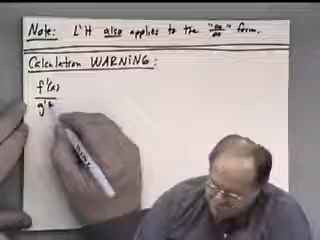 Note: L'H also applies to the "∞/∞" form.
Calculation WARNING:
f'(a)
g'(